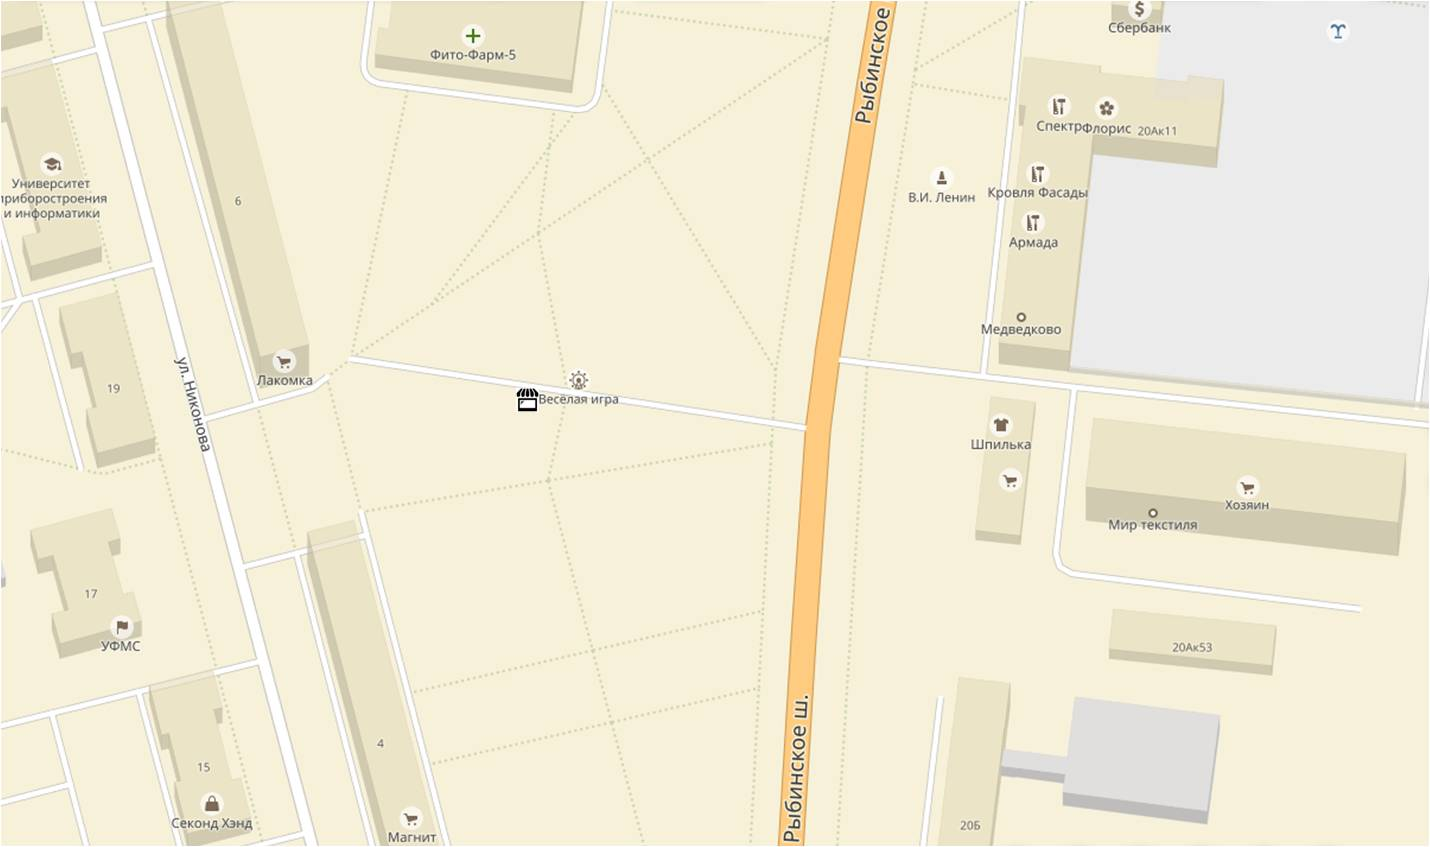 Сбербанк
Фито-Фарм-5
Рыбинское
Спектр
Флорис
20Ак11
Университет
приборостроения
и информатики
6
В.И. Ленин
Кровля Фасады
Армада
Медведково
Лакомка
19
ул. Никонова
Весёлая игра
Шпилька
Хозяин
Мир текстиля
17
УФМС
20Ак53
Рыбинское ш.
4
15
Секонд Хэнд
Магнит
20Б